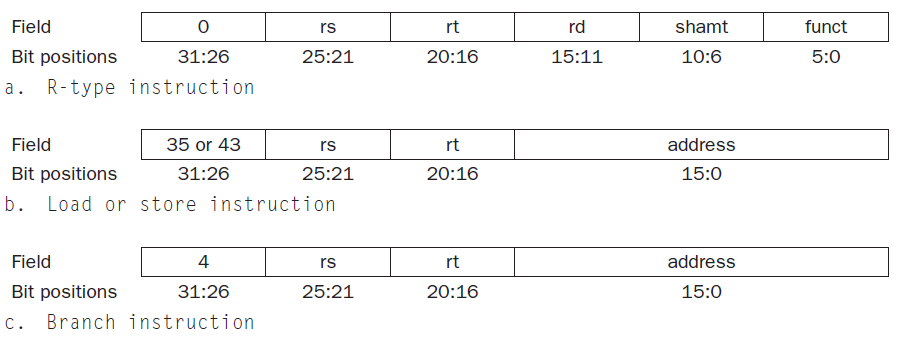 Field 0 rs rt rd shamt funct
Bit positions 31:26 25:21 20:16 15:11 10:6 5:0
a. R-type instruction
Field 35 or 43 rs rt address
Bit positions 31:26 25:21 20:16 15:0
b. Load or store instruction
Field 4 rs rt address
Bit positions 31:26 25:21 20:16 15:0
c. Branch instruction